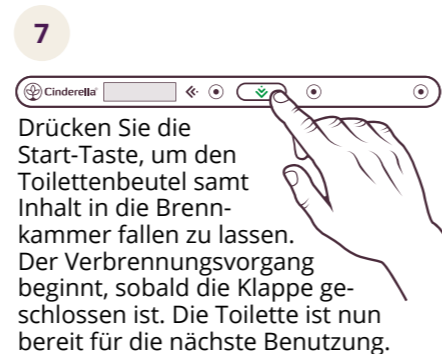 7
Cinderella
Drücken Sie die
Start-Taste, um den
Toilettenbeutel samt
Inhalt in die Brenn-
kammer fallen zu lassen.
Der Verbrennungsvorgang
beginnt, sobald die Klappe ge-
schlossen ist. Die Toilette ist nun
bereit für die nächste Benutzung.